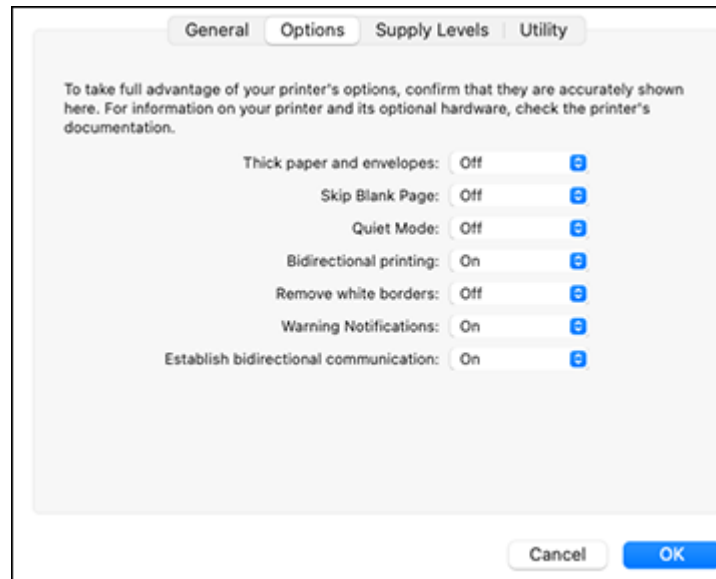 General Options Supply Levels Utility
To take full advantage of your printer's options, confirm that they are accurately shown
here. For information on your printer and its optional hardware, check the printer's
documentation.
Thick paper and envelopes: Off
Skip Blank Page: Off
Quiet Mode: Off
Bidirectional printing: On
Remove white borders: Off
Warning Notifications: On
Establish bidirectional communication: On
Cancel OK